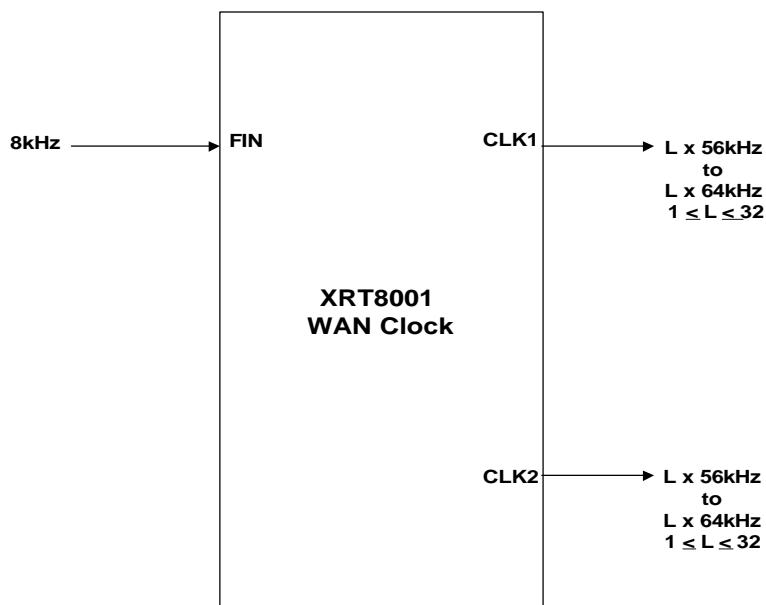 8kHz
FIN
CLK1
L x 56kHz
to
L x 64kHz
1 ≤ L ≤ 32
XRT8001
WAN Clock
CLK2
L x 56kHz
to
L x 64kHz
1 ≤ L ≤ 32